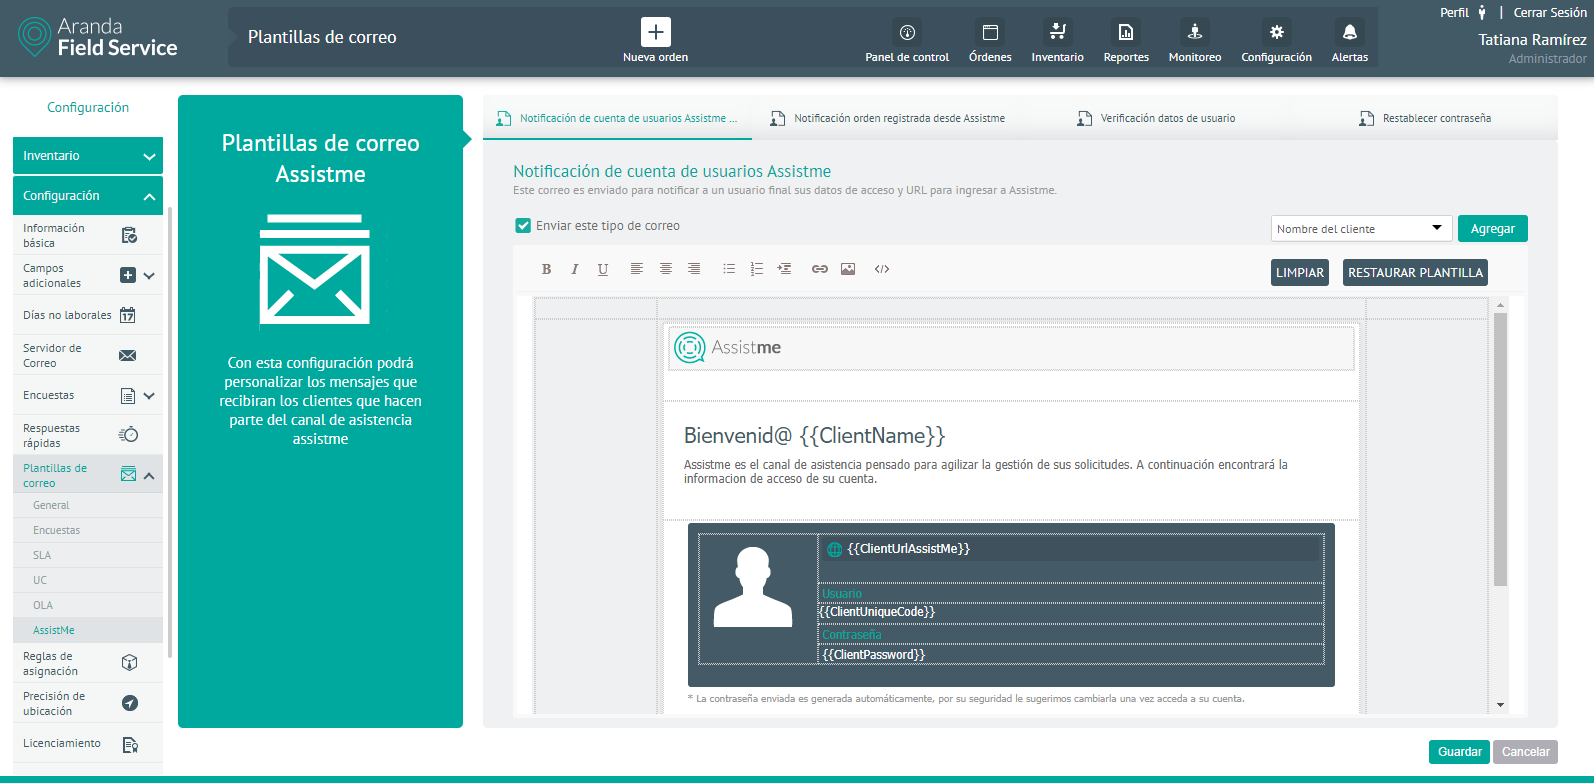 Aranda
Field Service
Plantillas de correo
Nueva orden
Panel de control
Órdenes
Inventario
Reportes
Monitoreo
Configuración
Alertas
Perfil | Cerrar Sesión
Tatiana Ramírez
Administrador
Configuración
Inventario
Configuración
Información
básica
Campos
adicionales
Días no laborales
17
Servidor de
Correo
Encuestas
Respuestas
rápidas
Plantillas de
correo
General
Encuestas
SLA
UC
OLA
AssistMe
Reglas de
asignación
Precisión de
ubicación
Licenciamiento
Plantillas de correo
Assistme
Con esta configuración podrá
personalizar los mensajes que
recibiran los clientes que hacen
parte del canal de asistencia
assistme
Notificación de cuenta de usuarios Assistme ...
Notificación orden registrada desde Assistme
Verificación datos de usuario
Restablecer contraseña
Notificación de cuenta de usuarios Assistme
Este correo es enviado para notificar a un usuario final sus datos de acceso y URL para ingresar a Assistme.
Enviar este tipo de correo
Nombre del cliente
Agregar
B I U
LIMPIAR
RESTAURAR PLANTILLA
Assistme
Bienvenid@ {{ClientName}}
Assistme es el canal de asistencia pensado para agilizar la gestión de sus solicitudes. A continuación encontrará la
informacion de acceso de su cuenta.
{{ClientUrlAssistMe}}
Usuario
{{ClientUniqueCode}}
Contraseña
{{ClientPassword}}
* La contraseña enviada es generada automáticamente, por su seguridad le sugerimos cambiarla una vez acceda a su cuenta.
Guardar
Cancelar